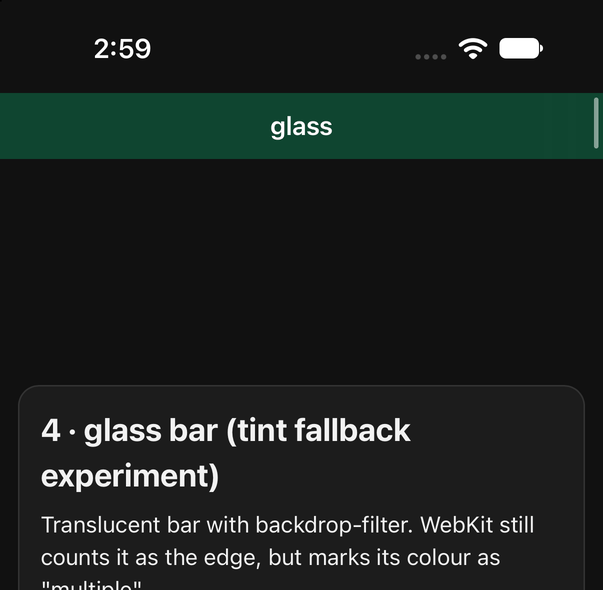 2:59
glass
4 · glass bar (tint fallback
experiment)
Translucent bar with backdrop-filter. WebKit still
counts it as the edge, but marks its colour as
"multiple"